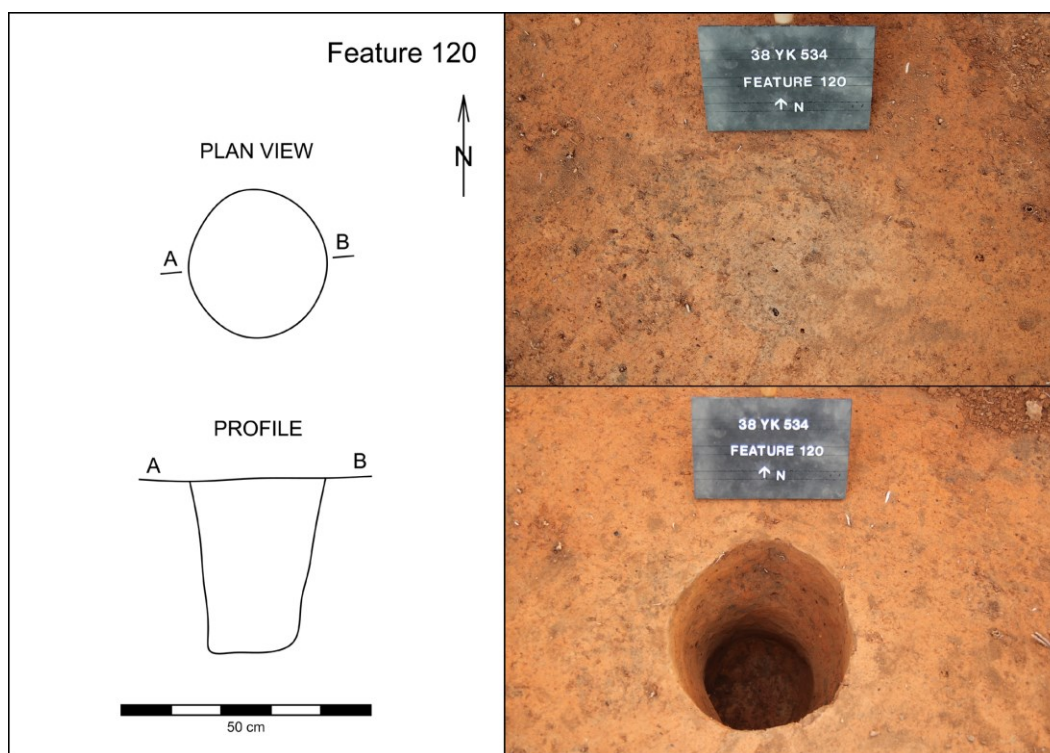 Feature 120
N
PLAN VIEW
A
B
PROFILE
A
B
50 cm
38 YK 534
FEATURE 120
↑ N
38 YK 534
FEATURE 120
↑ N